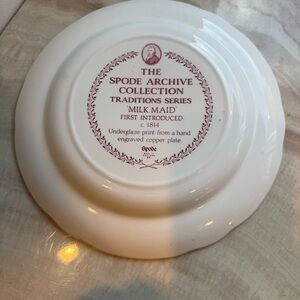 THE
SPODE ARCHIVE
COLLECTION
TRADITIONS SERIES
'MILK MAID'
FIRST INTRODUCED
c. 1814
Underglaze print from a hand
engraved copper plate
Spode